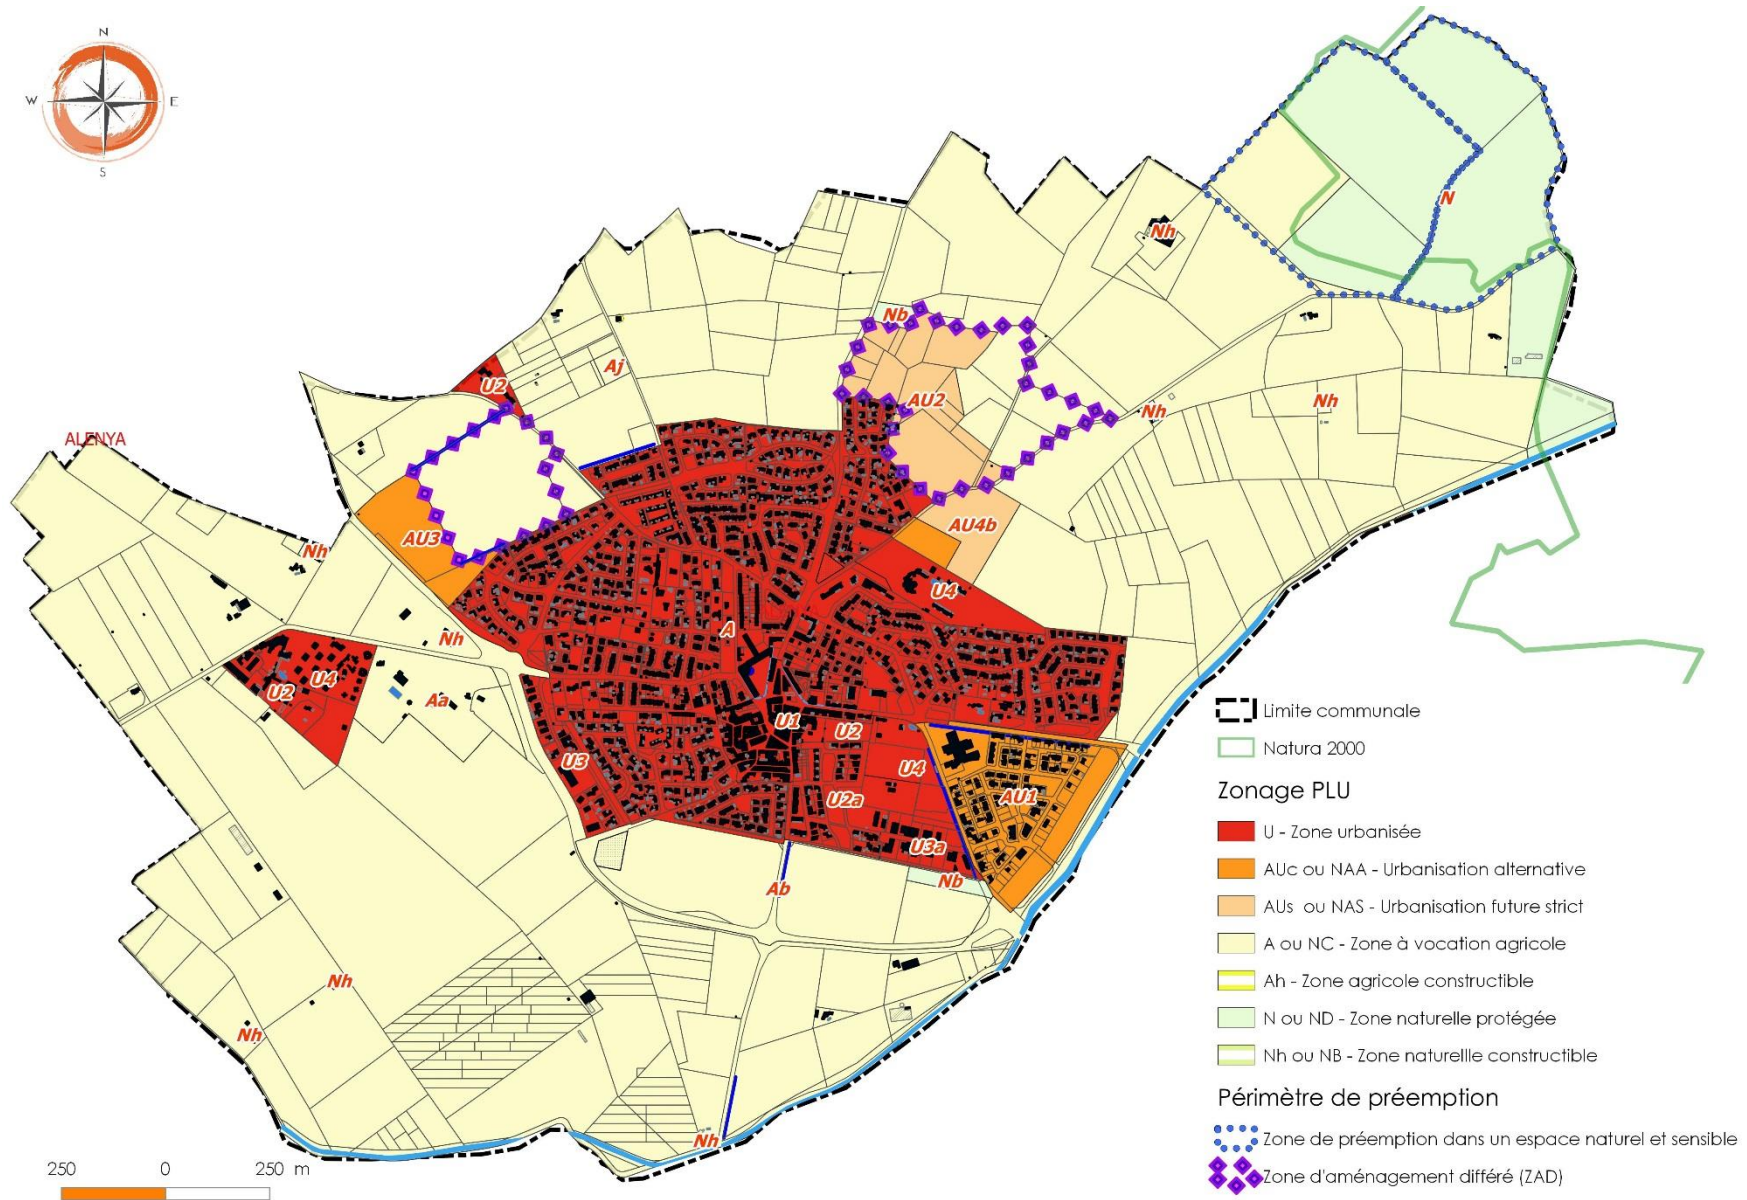 N
W
E
S
N
Nh
Nb
Aj
U2
AU2
Nh
Nh
ALENYA
AU4b
AU3
Nh
U4
A
Nh
U2
U4
Aa
U1
U2
U3
U4
U2a
AU1
U3a
Nb
Ab
Nh
Nh
Nh
250
0
250 m
Limite communale
Natura 2000
Zonage PLU
U - Zone urbanisée
AUc ou NAA - Urbanisation alternative
AUs ou NAS - Urbanisation future strict
A ou NC - Zone à vocation agricole
Ah - Zone agricole constructible
N ou ND - Zone naturelle protégée
Nh ou NB - Zone naturellle constructible
Périmètre de préemption
Zone de préemption dans un espace naturel et sensible
Zone d'aménagement différé (ZAD)